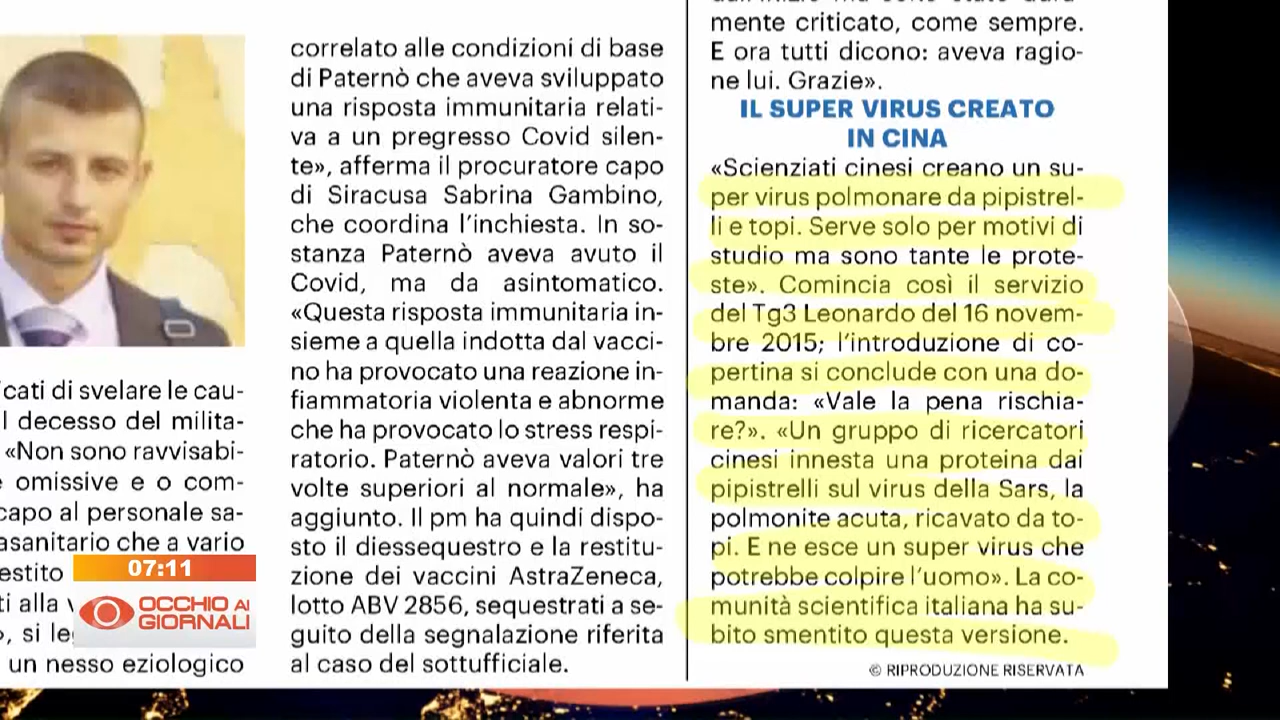 cati di svelare le cau-
l decesso del milita-
«Non sono ravvisabi-
e omissive e o com-
capo al personale sa-
asanitario che a vario
estito
ti alla
», si le
un nesso eziologico
07:11
OCCHIO AI
GIORNALI
correlato alle condizioni di base
di Paternò che aveva sviluppato
una risposta immunitaria relati-
va a un pregresso Covid silen-
te», afferma il procuratore capo
di Siracusa Sabrina Gambino,
che coordina l'inchiesta. In so-
stanza Paternò aveva avuto il
Covid, ma da asintomatico.
«Questa risposta immunitaria in-
sieme a quella indotta dal vacci-
no ha provocato una reazione in-
fiammatoria violenta e abnorme
che ha provocato lo stress respi-
ratorio. Paternò aveva valori tre
volte superiori al normale», ha
aggiunto. Il pm ha quindi dispo-
sto il diessequestro e la restitu-
zione dei vaccini AstraZeneca,
lotto ABV 2856, sequestrati a se-
guito della segnalazione riferita
al caso del sottufficiale.
mente criticato, come sempre.
E ora tutti dicono: aveva ragio-
ne lui. Grazie».
IL SUPER VIRUS CREATO
IN CINA
«Scienziati cinesi creano un su-
per virus polmonare da pipistrel-
li e topi. Serve solo per motivi di
studio ma sono tante le prote-
ste». Comincia così il servizio
del Tg3 Leonardo del 16 novem-
bre 2015; l'introduzione di co-
pertina si conclude con una do-
manda: «Vale la pena rischia-
re?». «Un gruppo di ricercatori
cinesi innesta una proteina dai
pipistrelli sul virus della Sars, la
polmonite acuta, ricavato da to-
pi. E ne esce un super virus che
potrebbe colpire l'uomo». La co-
munità scientifica italiana ha su-
bito smentito questa versione.
© RIPRODUZIONE RISERVATA